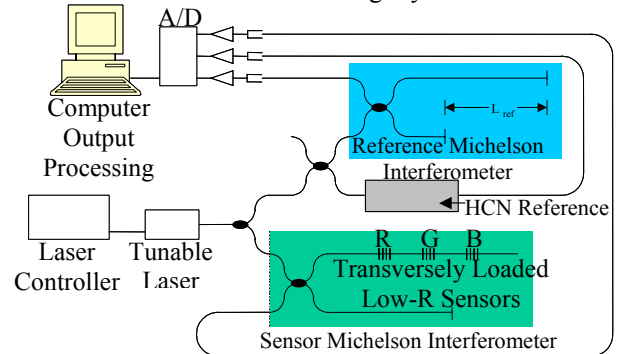 A/D
Computer
Output
Processing
L ref
Reference Michelson
Interferometer
HCN Reference
Laser
Controller
Tunable
Laser
R G B
Transversely Loaded
Low-R Sensors
Sensor Michelson Interferometer